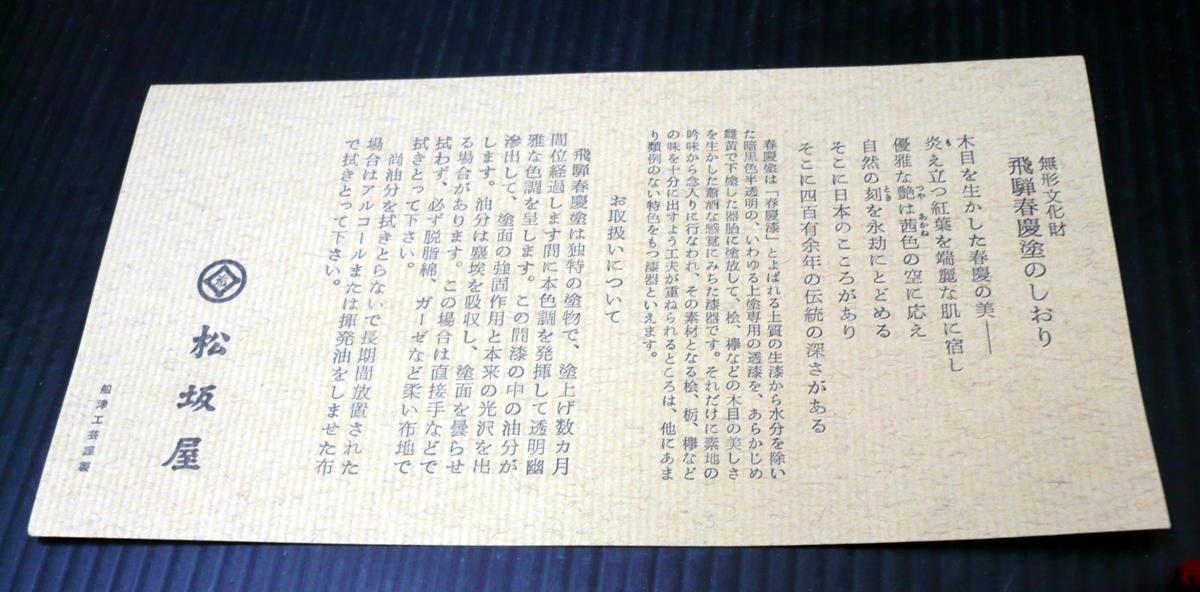 無形文化財
飛騨春慶塗のしおり
木目を生かした春慶の美――
炎え立つ紅葉を端麗な肌に宿し
優雅な艶は茜色の空に応え
自然の刻を永劫にとどめる
そこに日本のこころがあり
そこに四百有余年の伝統の深さがある
春慶塗は「春慶漆」とよばれる上質の生漆から水分を除い
た暗黒色半透明の、いわゆる上塗専用の透漆を、あらかじめ
雌黄で下塗した器胎に塗放して、桧、欅などの木目の美しさ
を生かした蕭洒な感覚にみちた漆器です。それだけに素地の
吟味から念入りに行なわれ、その素材となる桧、栃、欅など
の味を十分に出すよう工夫が重ねられるところは、他にあま
り類例のない特色をもつ漆器といえます。
お取扱いについて
飛騨春慶塗は独特の塗物で、塗上げ数カ月
間位経過します間に本色調を発揮して透明幽
雅な色調を呈します。この間漆の中の油分が
滲出して、塗面の強固作用と本来の光沢を出
します。油分は塵埃を吸収し、塗面を曇らせ
る場合があります。この場合は直接手などで
拭わず、必ず脱脂綿、ガーゼなど柔い布地で
拭きとって下さい。
尚油分を拭きとらないで長期間放置された
場合はアルコールまたは揮発油をしませた布
で拭きとって下さい。
松坂屋
船津工芸謹製